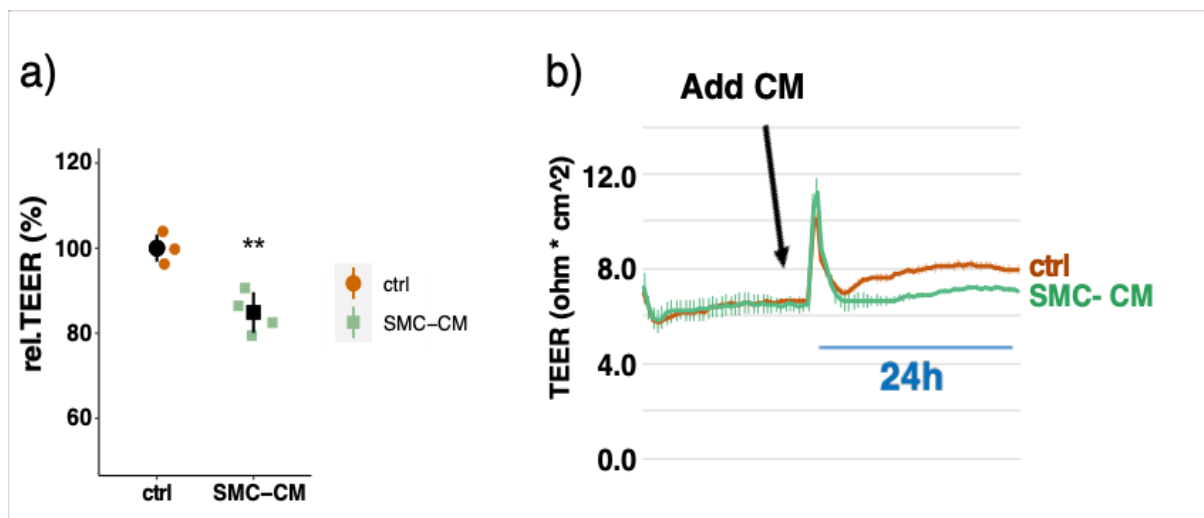 a)
rel.TEER (%)
120
100
80
60
**
ctrl
SMC–CM
ctrl
SMC–CM
b)
Add CM
TEER (ohm * cm^2)
12.0
8.0
4.0
0.0
ctrl
SMC- CM
24h